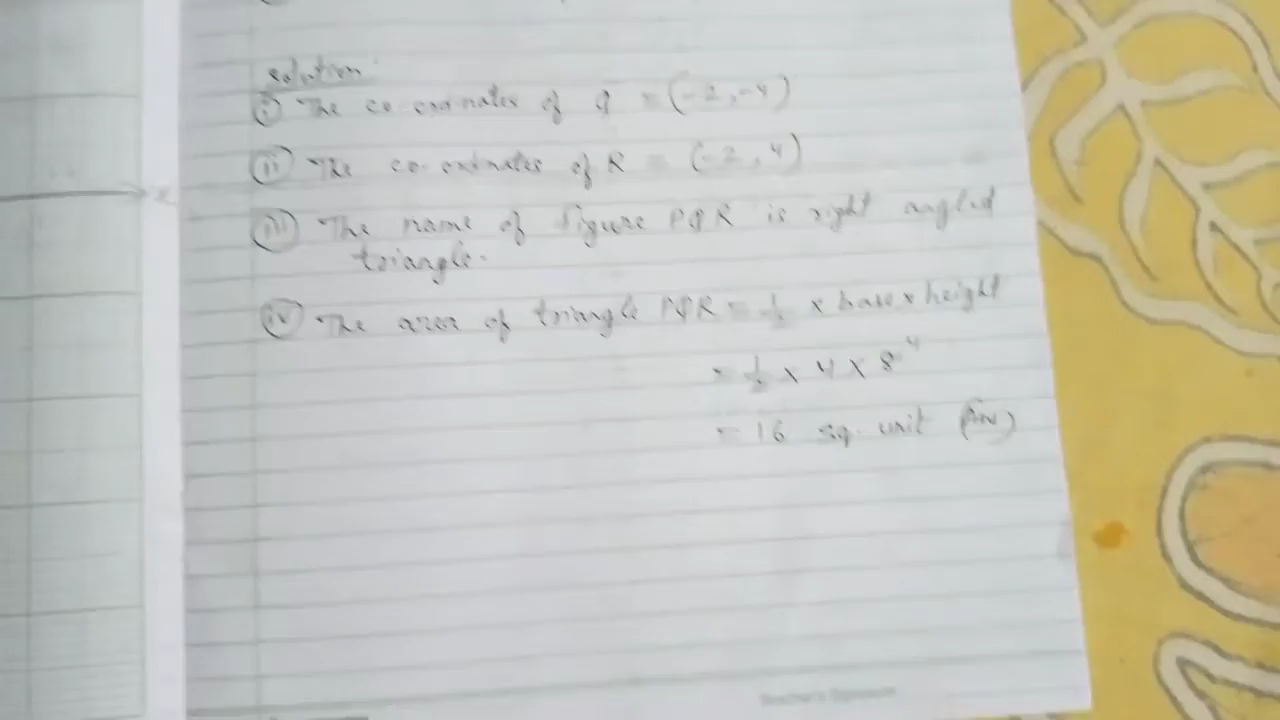 solution:
(i) The co-ordinates of Q = (-2, -4)
(ii) The co-ordinates of R = (-2, 4)
(iii) The name of figure PQR is right angled
triangle.
(iv) The area of triangle PQR = 1/2 × base × height
= 1/2 × 4 × 8 4
= 16 sq. unit (Ans)